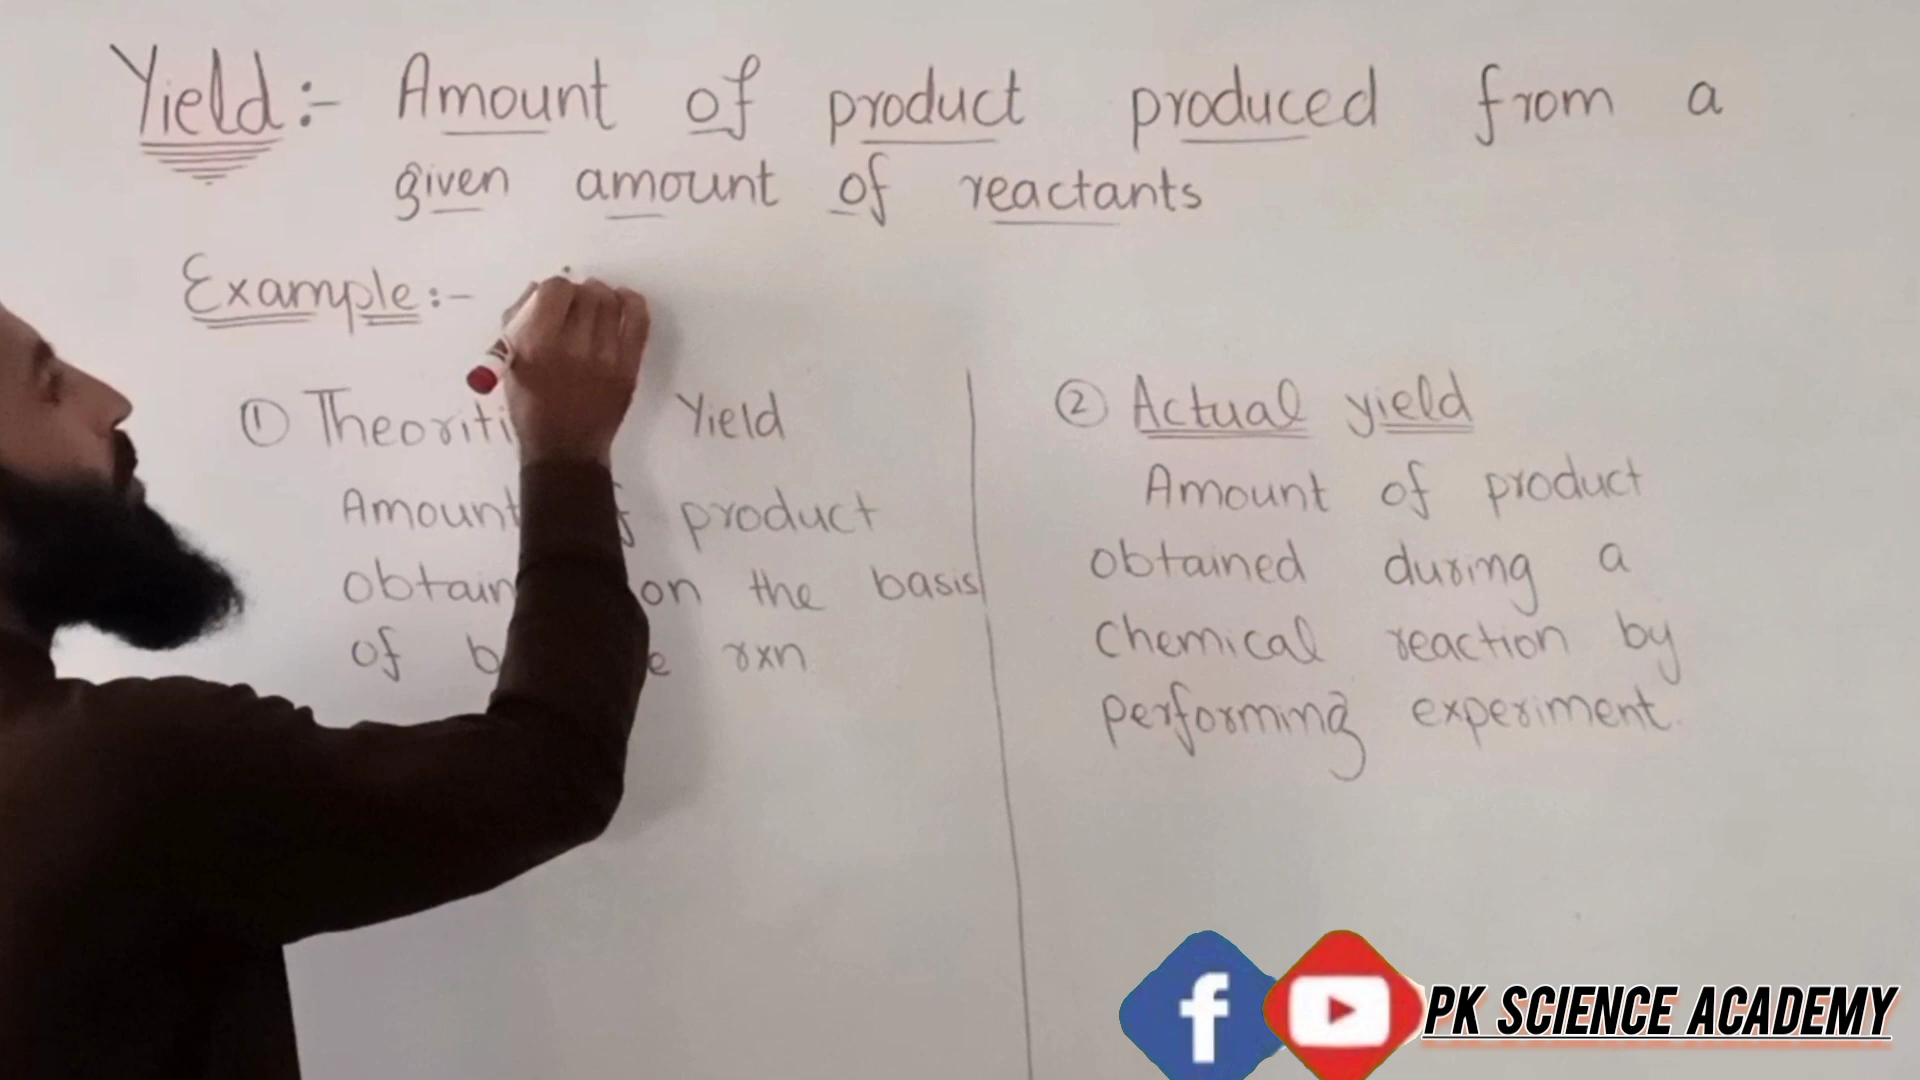 Yield:- Amount of product produced from a
given amount of reactants
Example:-
① Theoriti Yield
Amount product
obtain on the basis
of rxn
② Actual yield
Amount of product
obtained during a
Chemical reaction by
performing experiment.
f
PK SCIENCE ACADEMY